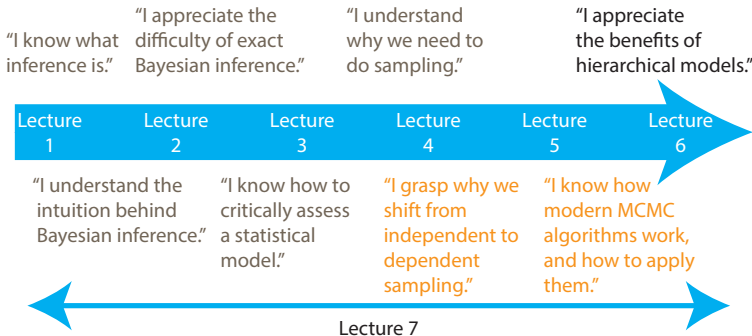 “I know what
inference is.”
“I appreciate the
difficulty of exact
Bayesian inference.”
“I understand
why we need to
do sampling.”
“I appreciate
the benefits of
hierarchical models.”
Lecture
1
Lecture
2
Lecture
3
Lecture
4
Lecture
5
Lecture
6
“I understand the
intuition behind
Bayesian inference.”
“I know how to
critically assess
a statistical
model.”
“I grasp why we
shift from
independent to
dependent
sampling.”
“I know how
modern MCMC
algorithms work,
and how to apply
them.”
Lecture 7